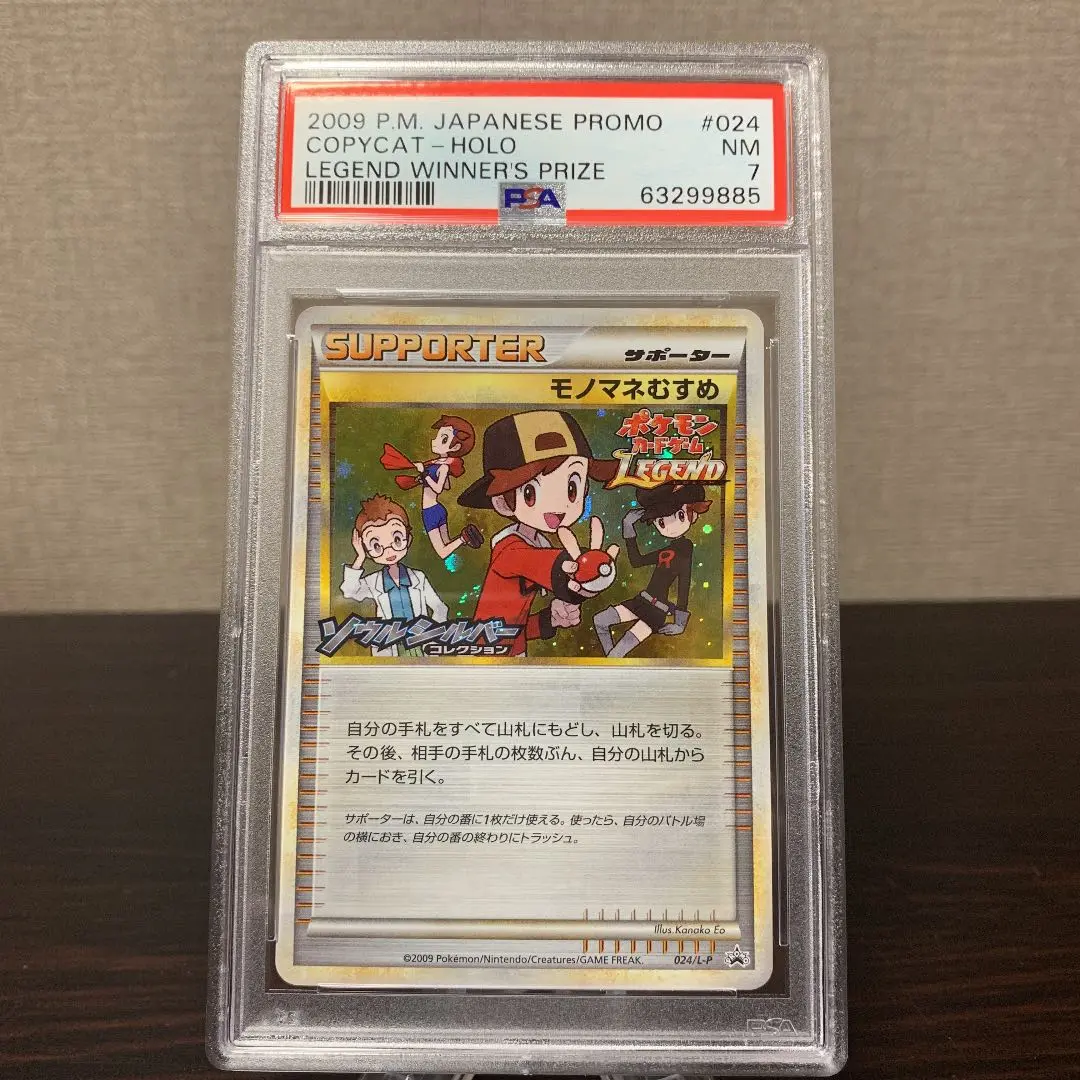 2009 P.M. JAPANESE PROMO #024
COPYCAT-HOLO NM
LEGEND WINNER'S PRIZE 7
PSA 63299885
SUPPORTER サポーター
モノマネむすめ
ポケモン
カードゲーム
LEGEND
R
ソウルシルバー
コレクション
自分の手札をすべて山札にもどし、山札を切る。
その後、相手の手札の枚数ぶん、自分の山札から
カードを引く。
サポーターは、自分の番に1枚だけ使える。使ったら、自分のバトル場
の横におき、自分の番の終わりにトラッシュ。
Illus.Kanako Eo
©2009 Pokémon/Nintendo/Creatures/GAME FREAK. 024/L-P
PSA